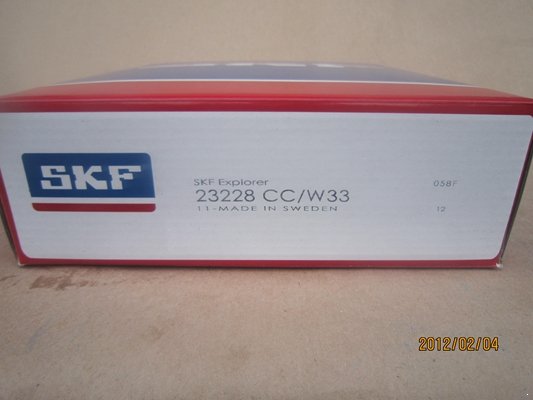 SKF
SKF Explorer
23228 CC/W33
11-MADE IN SWEDEN
058F
12
2012/02/04